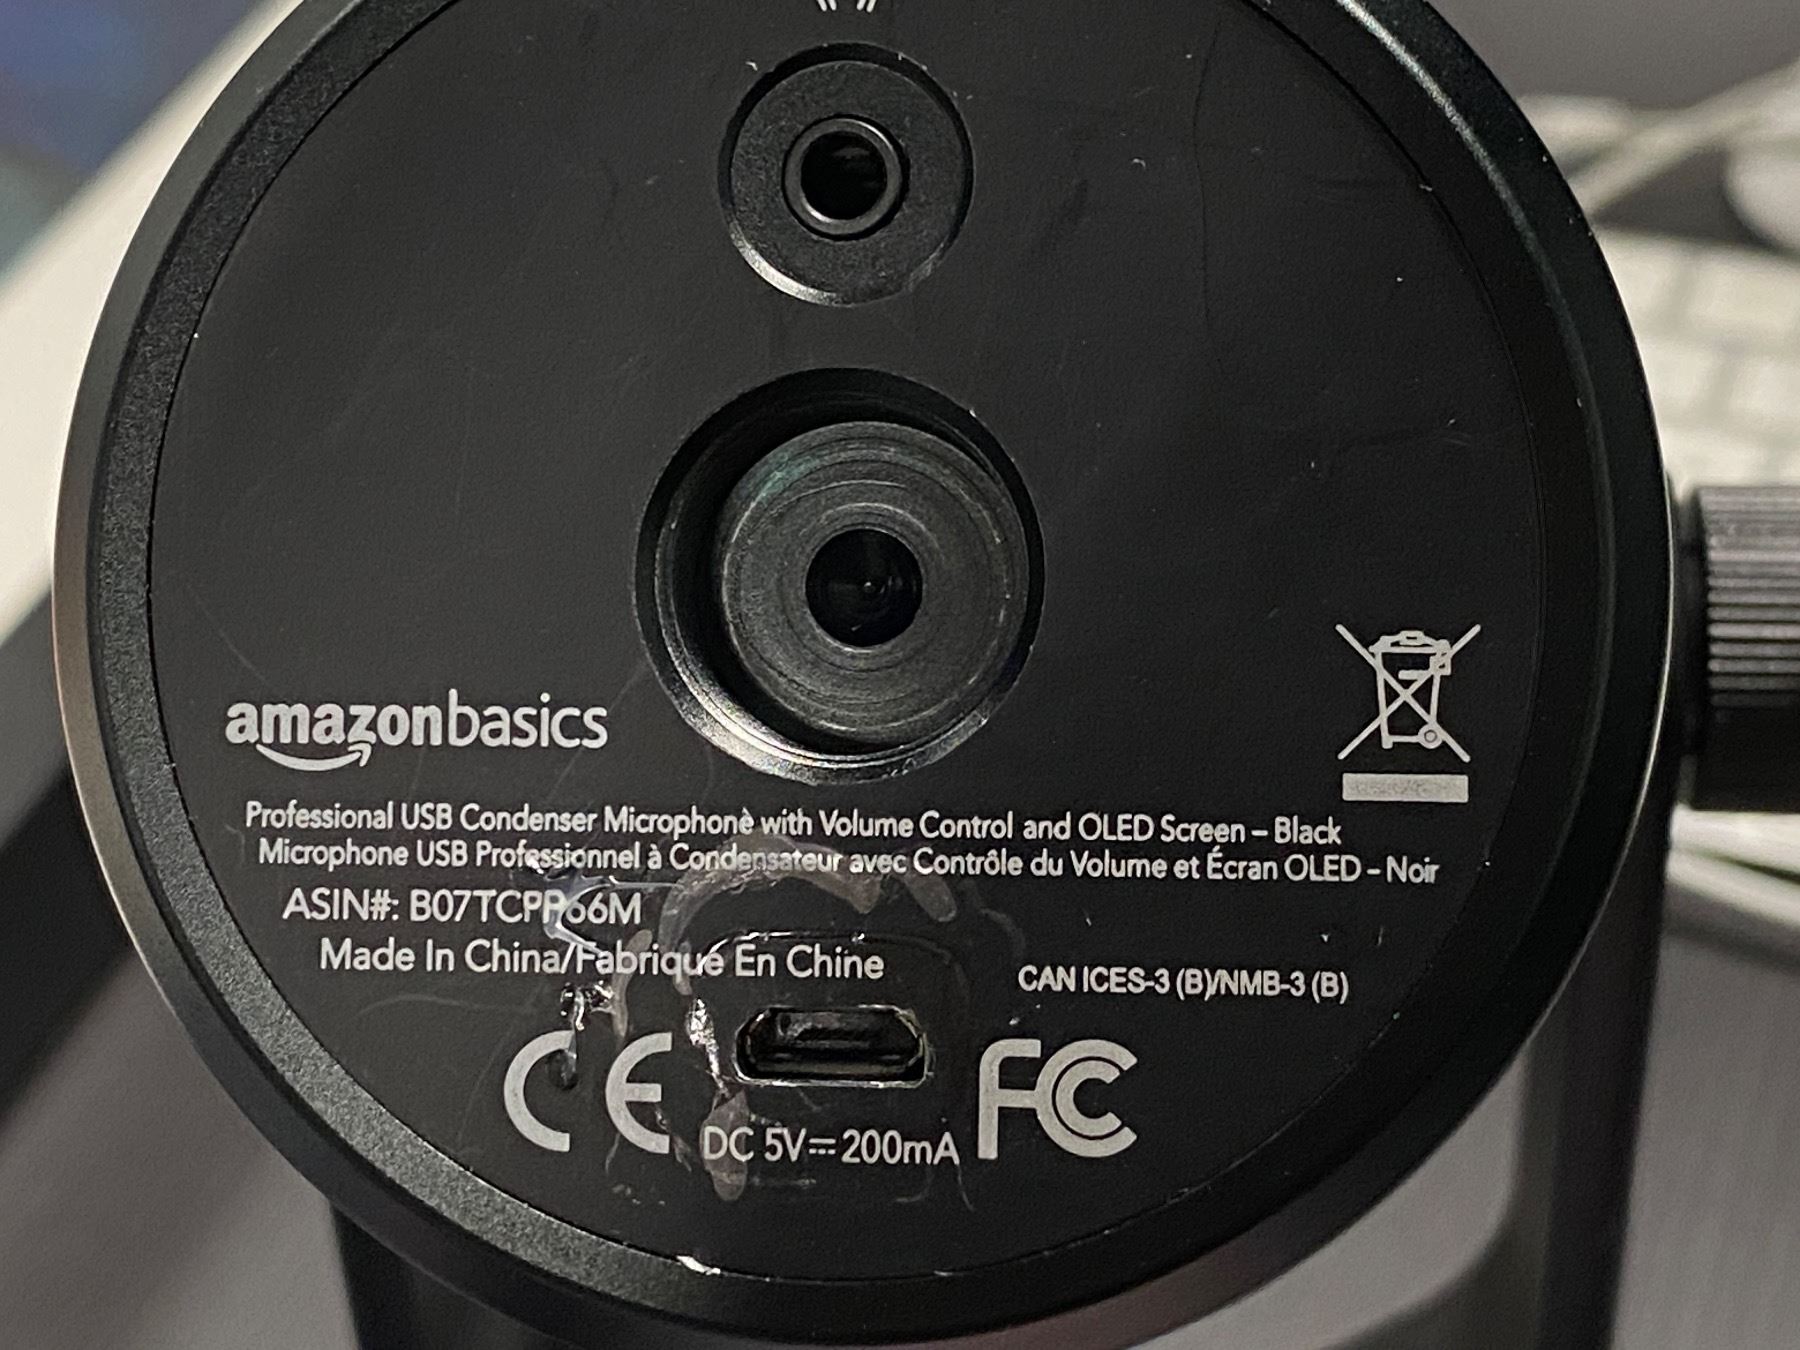 amazonbasics
Professional USB Condenser Microphone with Volume Control and OLED Screen – Black
Microphone USB Professionnel à Condensateur avec Contrôle du Volume et Écran OLED – Noir
ASIN#: B07TCPP66M
Made In China/Fabrique En Chine
CAN ICES-3 (B)/NMB-3 (B)
CE
FC
DC 5V⎓200mA